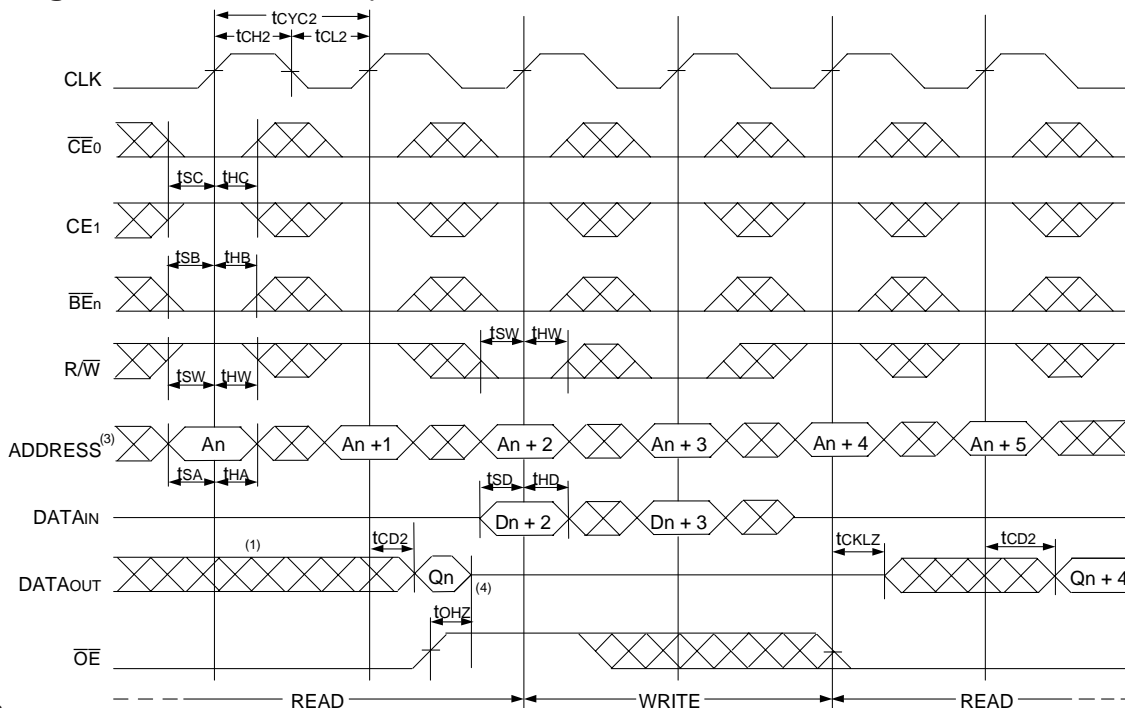 tCYC2
tCH2 tCL2
CLK
CE0
tSC tHC
CE1
tSB tHB
BEn
tSW tHW
R/W
tSW tHW
ADDRESS(3) An An +1 An + 2 An + 3 An + 4 An + 5
tSA tHA tSD tHD
DATAIN Dn + 2 Dn + 3
(1) tCD2 tCKLZ tCD2
DATAOUT Qn (4) Qn + 4
tOHZ
OE
READ WRITE READ